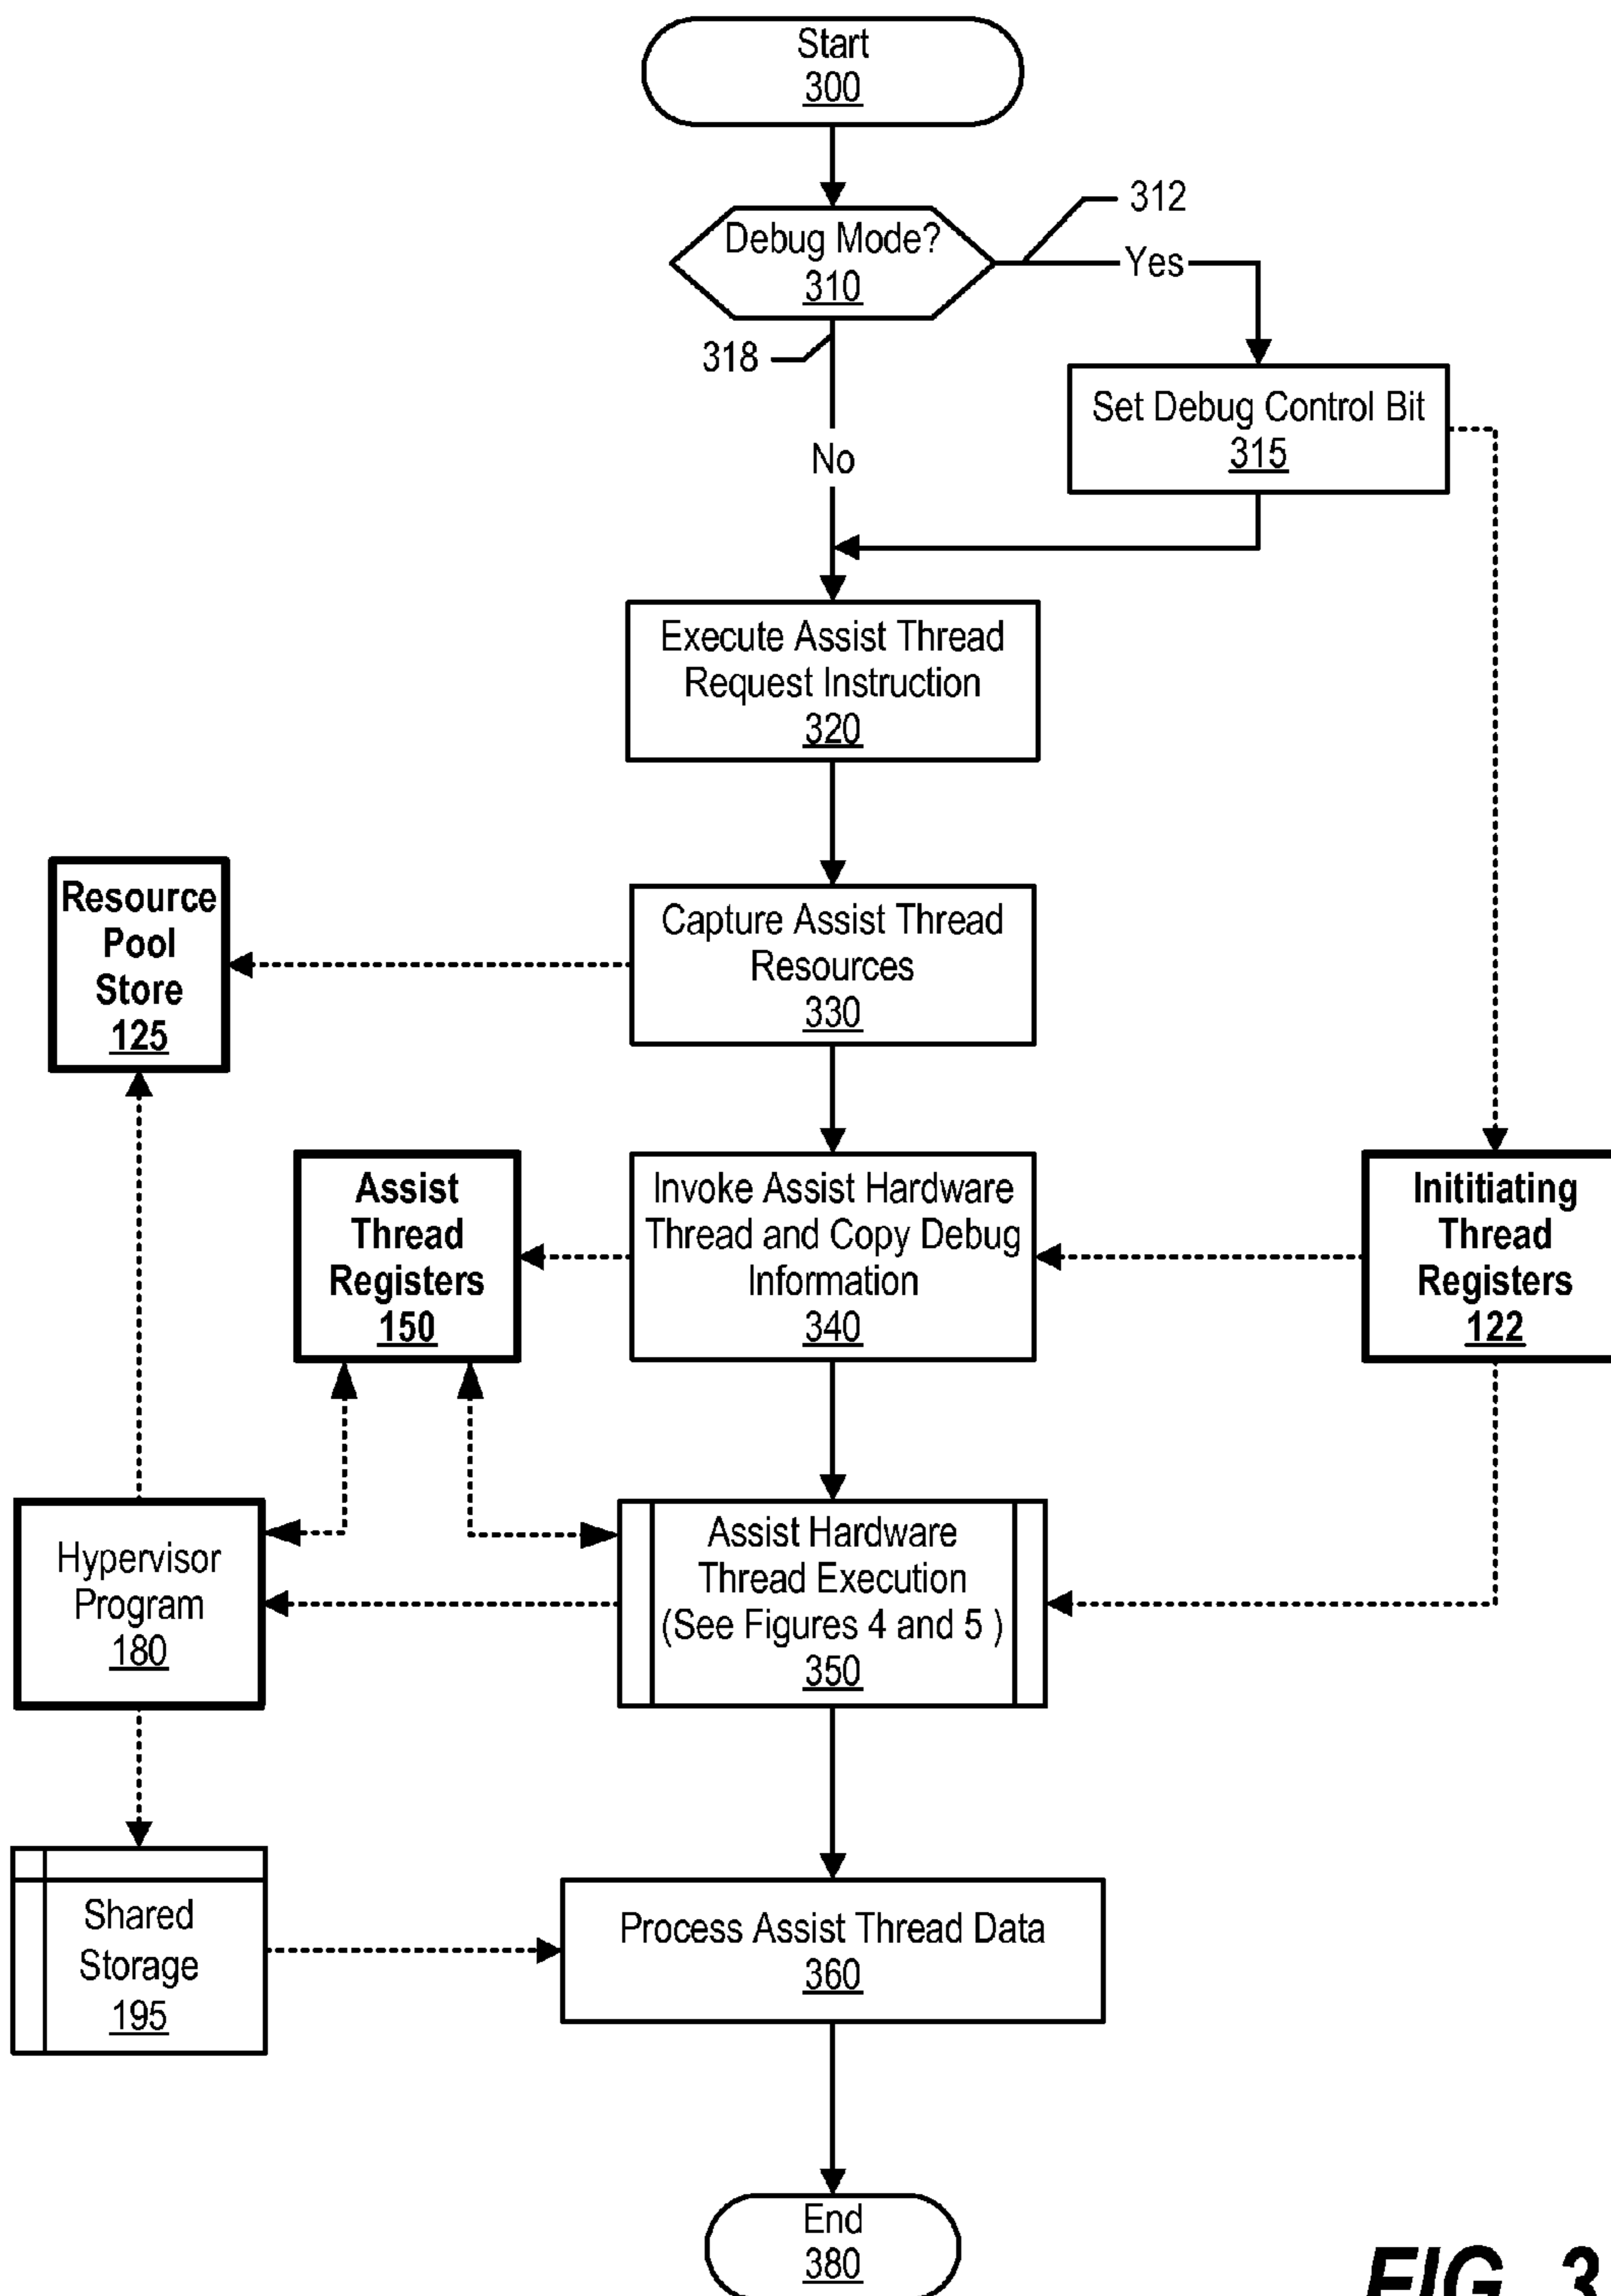 Start
300
312
Debug Mode?
310
Yes
318
Set Debug Control Bit
315
No
Execute Assist Thread
Request Instruction
320
Resource
Pool
Store
125
Capture Assist Thread
Resources
330
Assist
Thread
Registers
150
Invoke Assist Hardware
Thread and Copy Debug
Information
340
Inititiating
Thread
Registers
122
Hypervisor
Program
180
Assist Hardware
Thread Execution
(See Figures 4 and 5 )
350
Shared
Storage
195
Process Assist Thread Data
360
End
380
FIG. 3